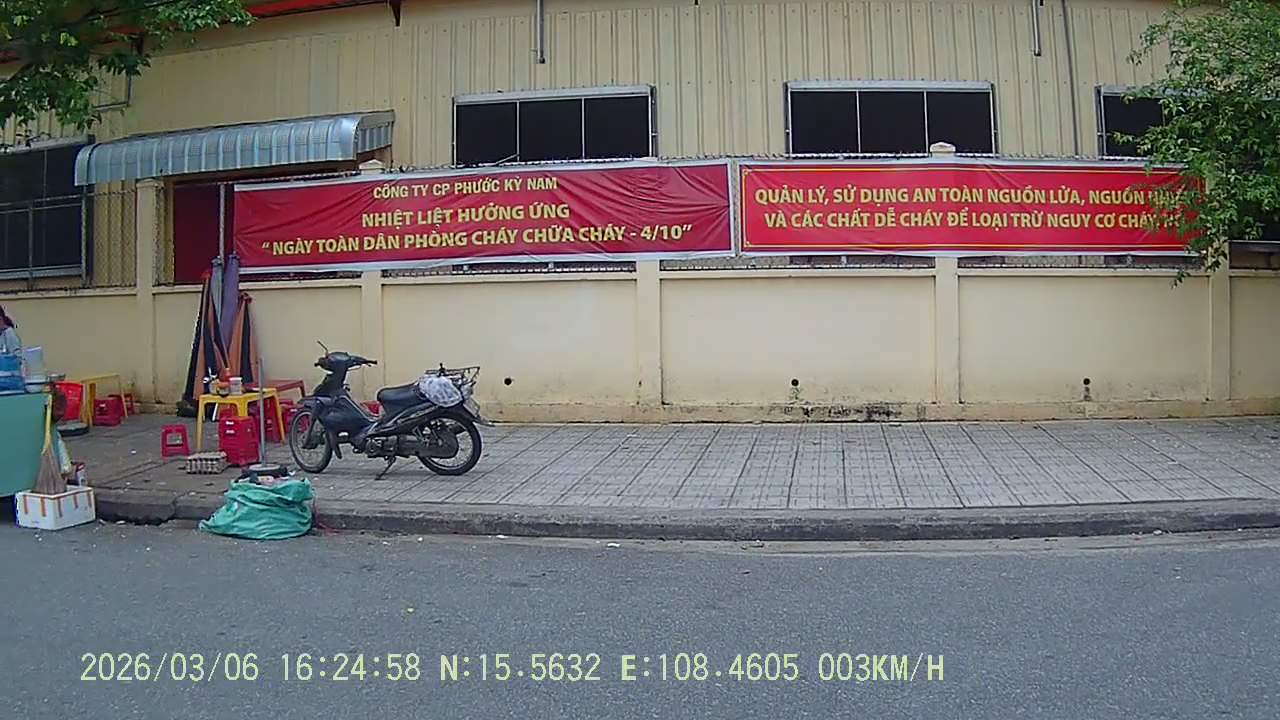 CÔNG TY CP PHƯỚC KỲ NAM
NHIỆT LIỆT HƯỞNG ỨNG
“ NGÀY TOÀN DÂN PHÒNG CHÁY CHỮA CHÁY - 4/10”
QUẢN LÝ, SỬ DỤNG AN TOÀN NGUỒN LỬA, NGUỒN
VÀ CÁC CHẤT DỄ CHÁY ĐỂ LOẠI TRỪ NGUY CƠ CHÁY
2026/03/06 16:24:58 N:15.5632 E:108.4605 003KM/H